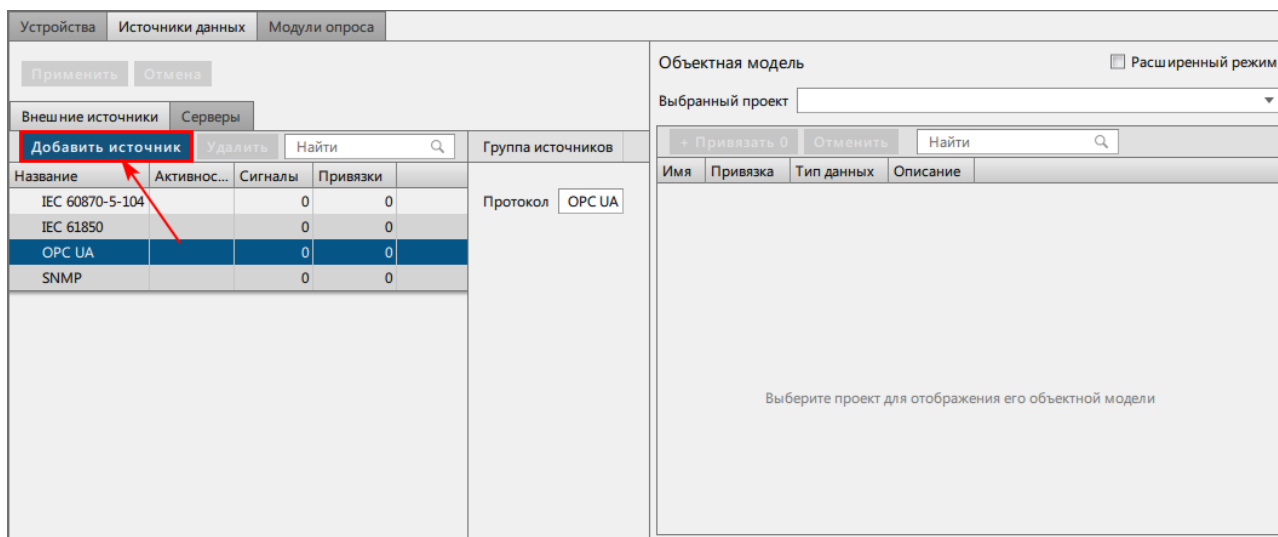 Устройства Источники данных Модули опроса
Применить Отмена
Объектная модель Расширенный режим
Выбранный проект
Внешние источники Серверы
Добавить источник Удалить Найти Группа источников + Привязать 0 Отменить Найти
Название Активнос... Сигналы Привязки Имя Привязка Тип данных Описание
IEC 60870-5-104 0 0 Протокол OPC UA
IEC 61850 0 0
OPC UA 0 0
SNMP 0 0
Выберите проект для отображения его объектной модели